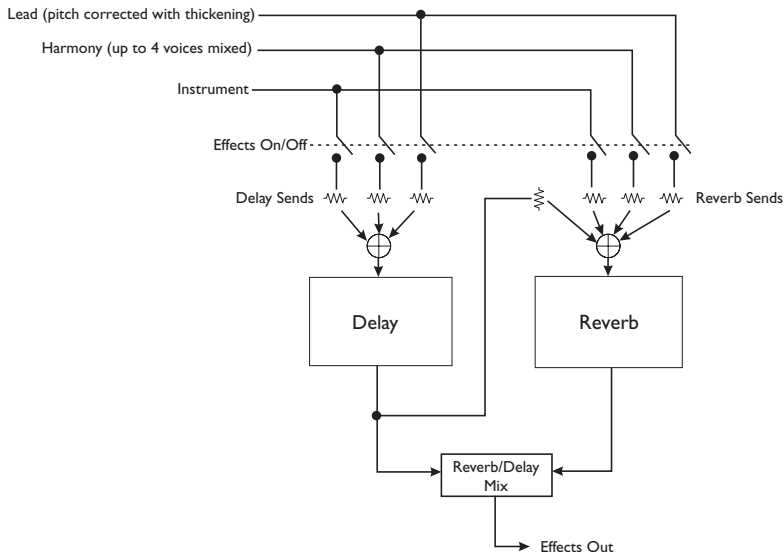 Lead (pitch corrected with thickening)
Harmony (up to 4 voices mixed)
Instrument
Effects On/Off
Delay Sends
Reverb Sends
Delay
Reverb
Reverb/Delay
Mix
Effects Out